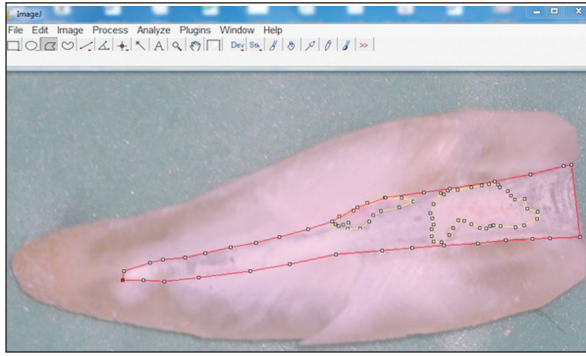 ImageJ
File Edit Image Process Analyze Plugins Window Help
A Dev Stk >>